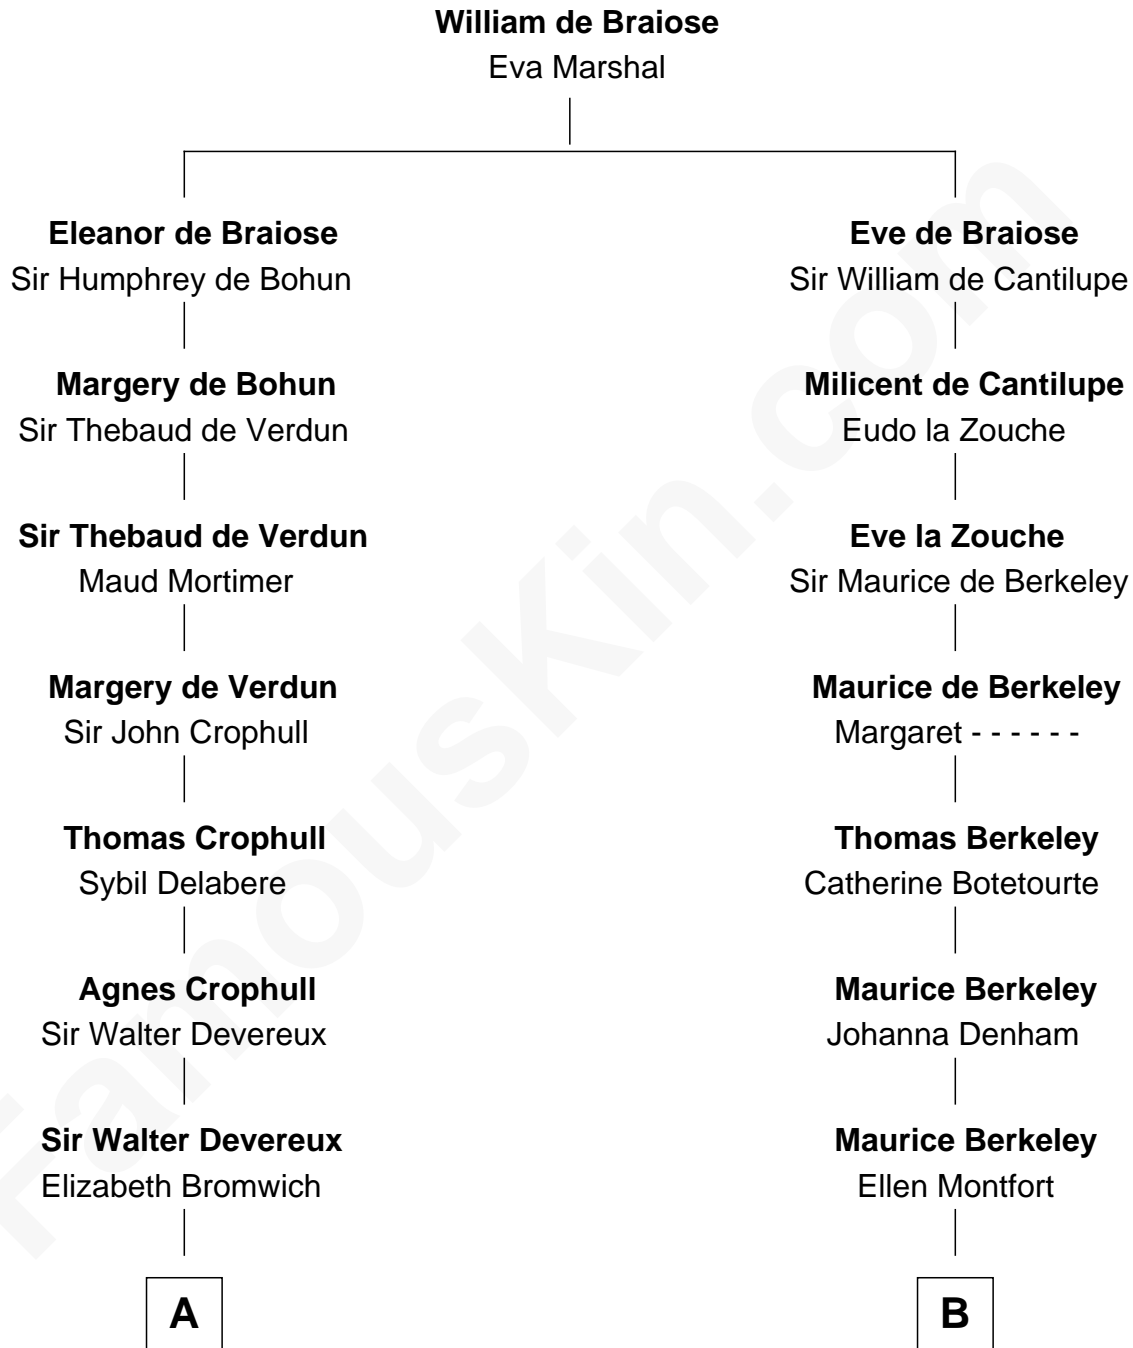 William de Braiose
Eva Marshal
Eleanor de Braiose
Sir Humphrey de Bohun
Eve de Braiose
Sir William de Cantilupe
Margery de Bohun
Sir Thebaud de Verdun
Milicent de Cantilupe
Eudo la Zouche
Sir Thebaud de Verdun
Maud Mortimer
Eve la Zouche
Sir Maurice de Berkeley
Margery de Verdun
Sir John Crophull
Maurice de Berkeley
Margaret - - - - - -
Thomas Crophull
Sybil Delabere
Thomas Berkeley
Catherine Botetourte
Agnes Crophull
Sir Walter Devereux
Maurice Berkeley
Johanna Denham
Sir Walter Devereux
Elizabeth Bromwich
Maurice Berkeley
Ellen Montfort
A
B
FamousKin.com